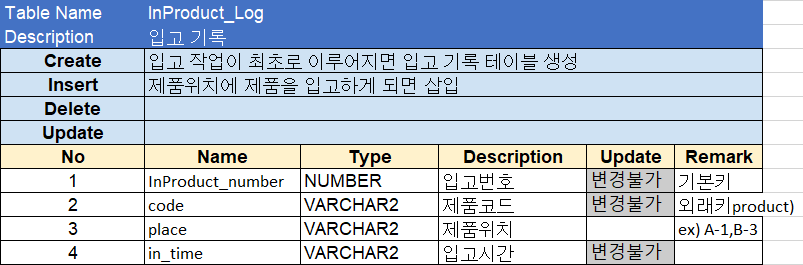 Table Name InProduct_Log
Description 입고 기록
Create 입고 작업이 최초로 이루어지면 입고 기록 테이블 생성
Insert 제품위치에 제품을 입고하게 되면 삽입
Delete
Update
No Name Type Description Update Remark
1 InProduct_number NUMBER 입고번호 변경불가 기본키
2 code VARCHAR2 제품코드 변경불가 외래키product)
3 place VARCHAR2 제품위치 ex) A-1,B-3
4 in_time VARCHAR2 입고시간 변경불가